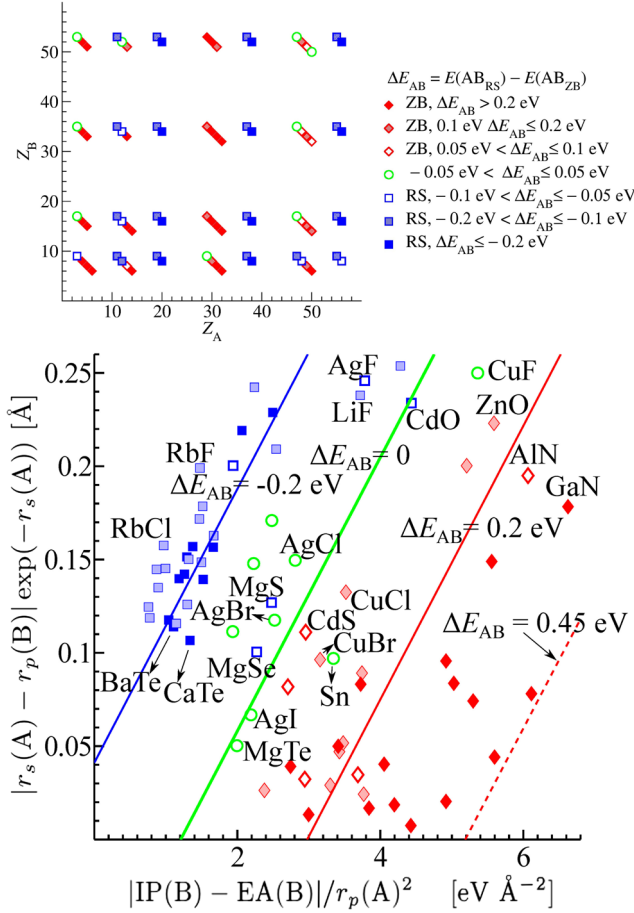 50
40
30
20
10
Z_B
10 20 30 40 50
Z_A
ΔE_AB = E(AB_RS) − E(AB_ZB)
ZB, ΔE_AB > 0.2 eV
ZB, 0.1 eV ΔE_AB ≤ 0.2 eV
ZB, 0.05 eV < ΔE_AB ≤ 0.1 eV
− 0.05 eV < ΔE_AB ≤ 0.05 eV
RS, − 0.1 eV < ΔE_AB ≤ − 0.05 eV
RS, − 0.2 eV < ΔE_AB ≤ − 0.1 eV
RS, ΔE_AB ≤ − 0.2 eV
|r_s(A) − r_p(B)| exp(−r_s(A)) [Å]
0.25
0.2
0.15
0.1
0.05
AgF
CuF
LiF
CdO
ZnO
RbF
ΔE_AB = 0
AlN
ΔE_AB = -0.2 eV
GaN
RbCl
ΔE_AB = 0.2 eV
AgCl
MgS
CuCl
AgBr
CdS
ΔE_AB = 0.45 eV
CuBr
BaTe
MgSe
CaTe
Sn
AgI
MgTe
2 4 6
|IP(B) − EA(B)|/r_p(A)² [eV Å⁻²]